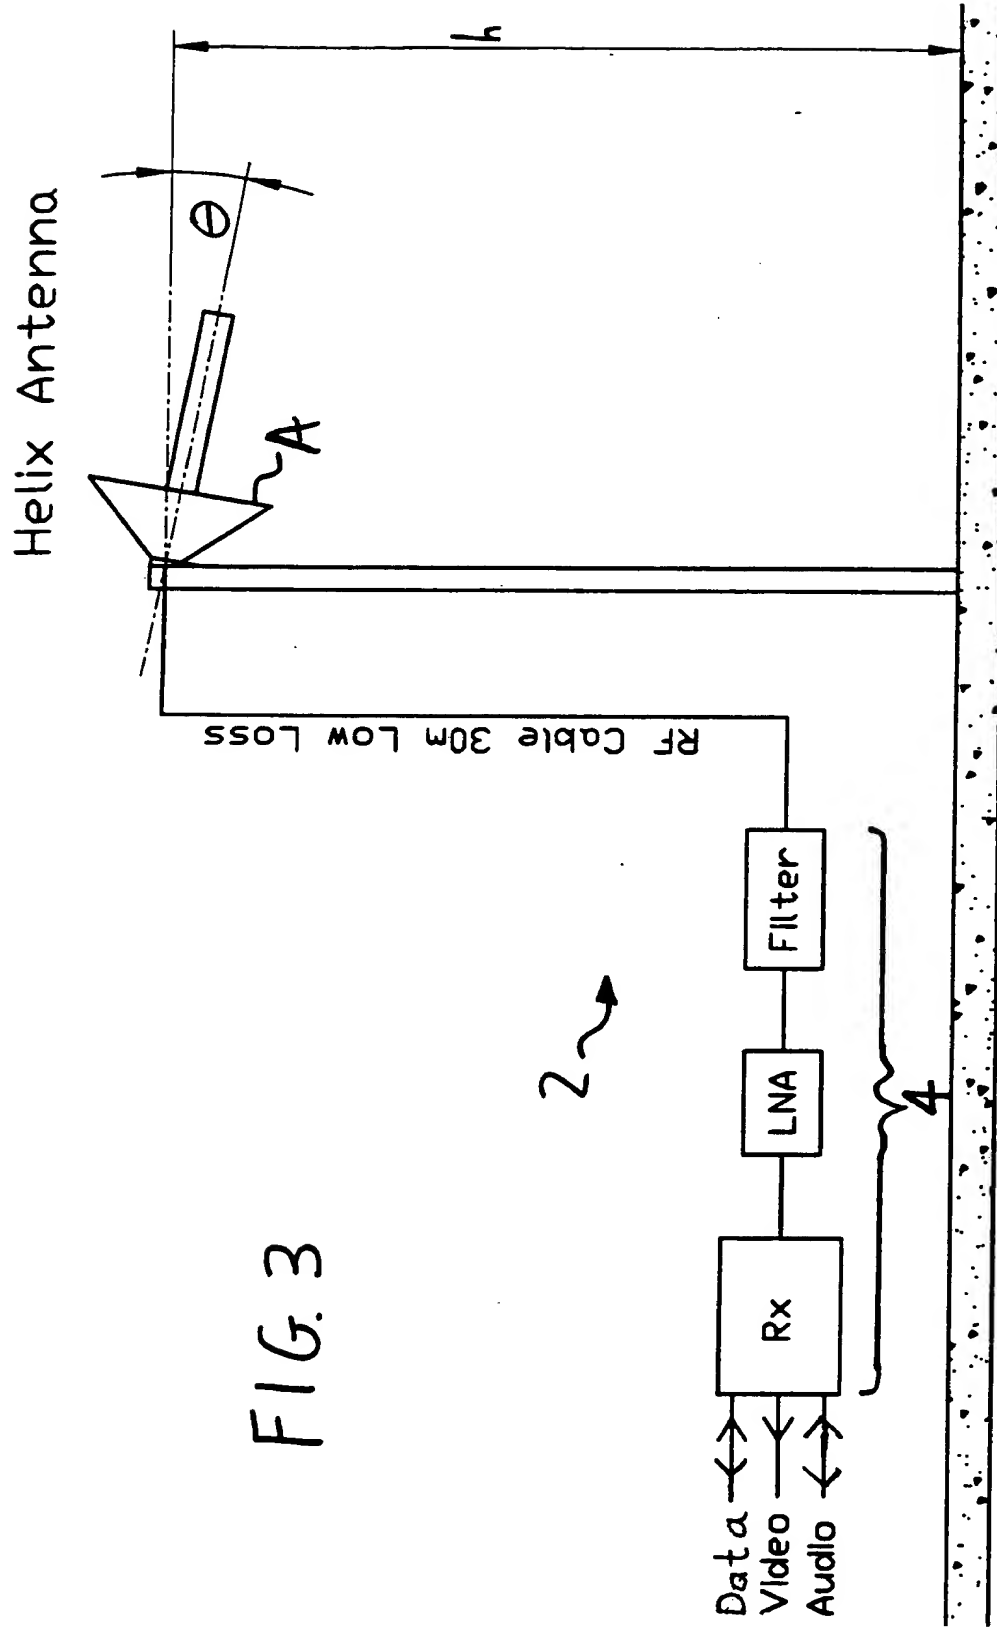 Helix Antenna
h
θ
A
RF Cable 30m Low Loss
2
Filter
LNA
Rx
4
Data
Video
Audio
FIG. 3